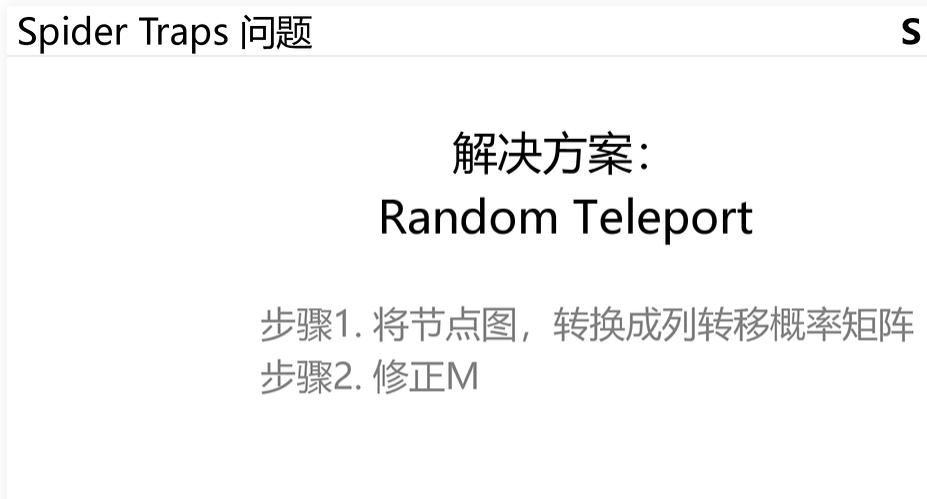 Spider Traps 问题
S
解决方案：
Random Teleport
步骤1. 将节点图，转换成列转移概率矩阵
步骤2. 修正M